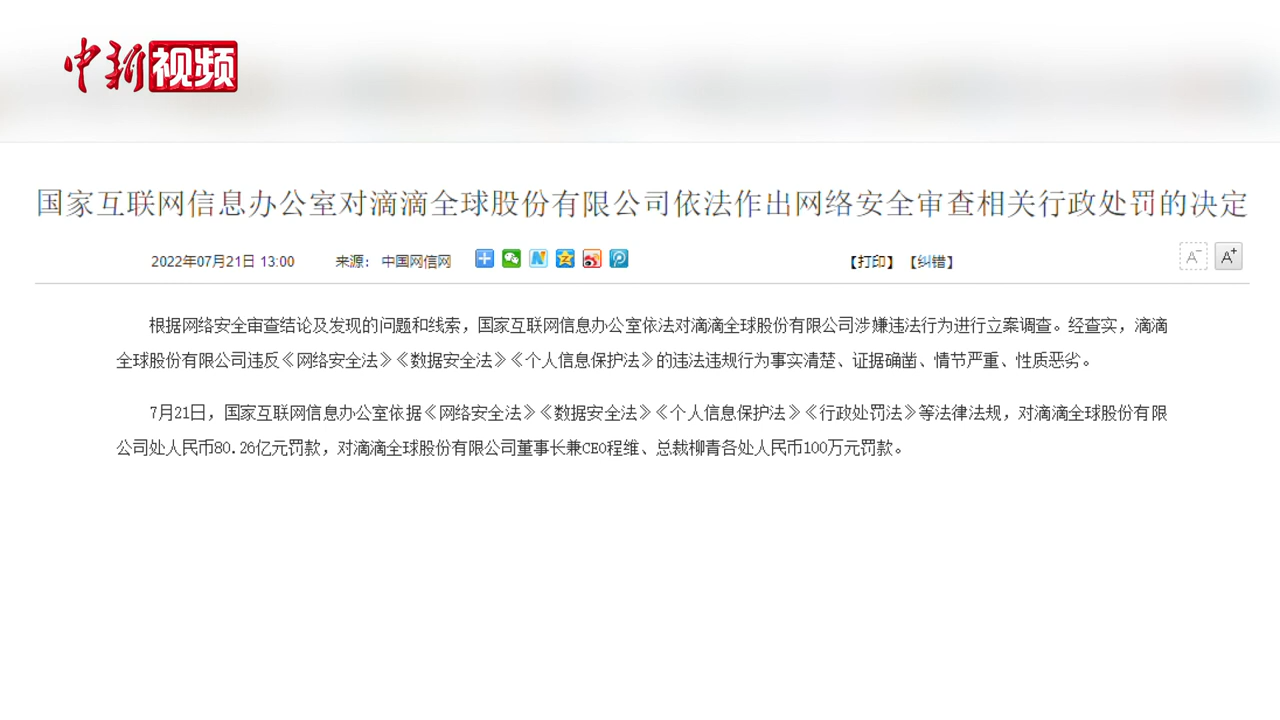 中新视频
国家互联网信息办公室对滴滴全球股份有限公司依法作出网络安全审查相关行政处罚的决定
2022年07月21日 13:00 来源： 中国网信网 【打印】 【纠错】 A- A+
根据网络安全审查结论及发现的问题和线索，国家互联网信息办公室依法对滴滴全球股份有限公司涉嫌违法行为进行立案调查。经查实，滴滴
全球股份有限公司违反《网络安全法》《数据安全法》《个人信息保护法》的违法违规行为事实清楚、证据确凿、情节严重、性质恶劣。
7月21日，国家互联网信息办公室依据《网络安全法》《数据安全法》《个人信息保护法》《行政处罚法》等法律法规，对滴滴全球股份有限
公司处人民币80.26亿元罚款，对滴滴全球股份有限公司董事长兼CEO程维、总裁柳青各处人民币100万元罚款。